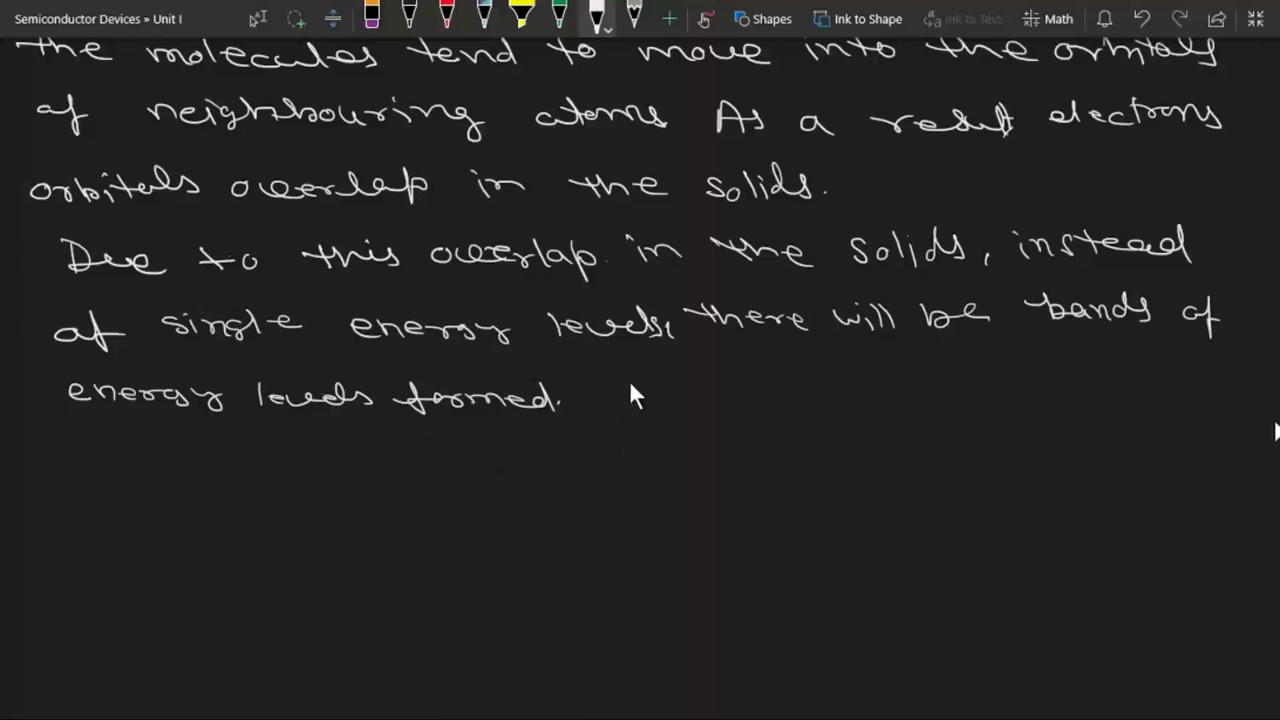 Semiconductor Devices » Unit I
Shapes
Ink to Shape
Ink to Text
Math
the molecules tend to move into the orbitals
of neighbouring atoms As a result electrons
orbitals overlap in the solids.
Due to this overlap in the solids, instead
of single energy levels, there will be bands of
energy levels formed.